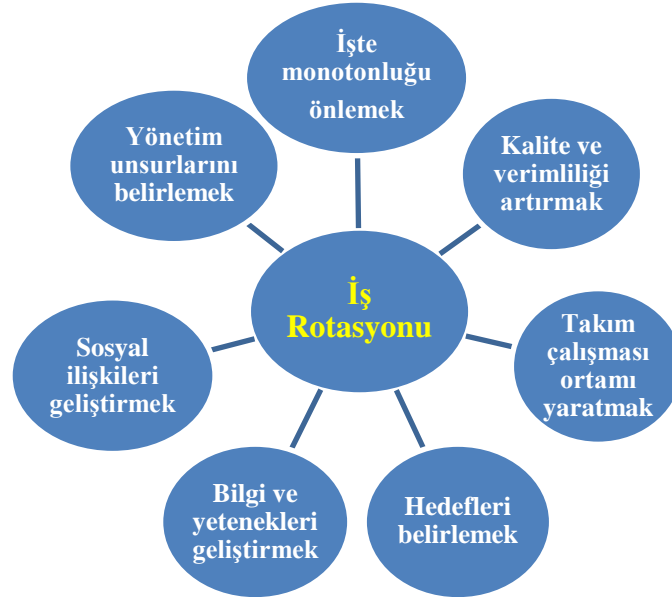 İşte
monotonluğu
önlemek
Kalite ve
verimliliği
artırmak
Takım
çalışması
ortamı
yaratmak
Hedefleri
belirlemek
Bilgi ve
yetenekleri
geliştirmek
Sosyal
ilişkileri
geliştirmek
Yönetim
unsurlarını
belirlemek
İş
Rotasyonu